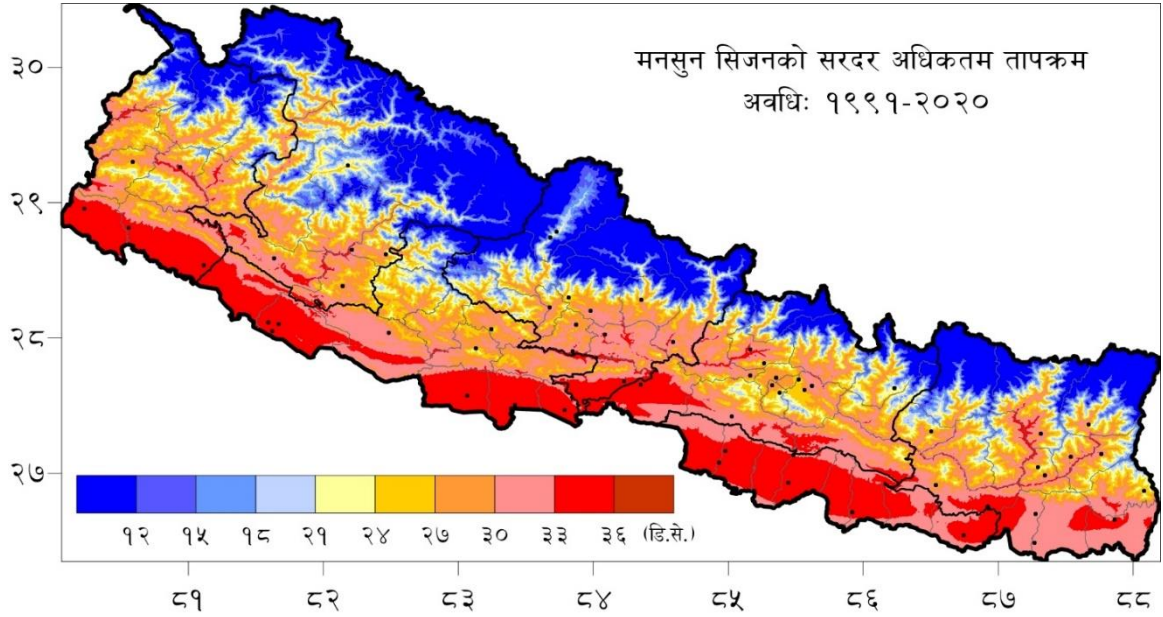 मनसुन सिजनको सरदर अधिकतम तापक्रम
अवधिः १९९१-२०२०
३०
२९
२८
२७
१२ १५ १८ २१ २४ २७ ३० ३३ ३६ (डि.से.)
८१ ८२ ८३ ८४ ८५ ८६ ८७ ८८